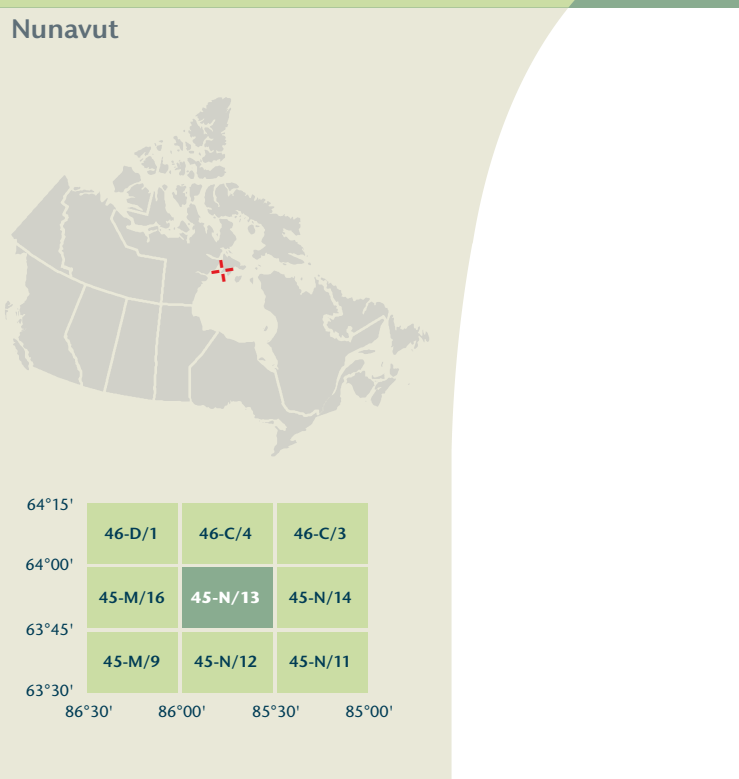 Nunavut
64°15'
46-D/1 46-C/4 46-C/3
64°00'
45-M/16 45-N/13 45-N/14
63°45'
45-M/9 45-N/12 45-N/11
63°30'
86°30' 86°00' 85°30' 85°00'